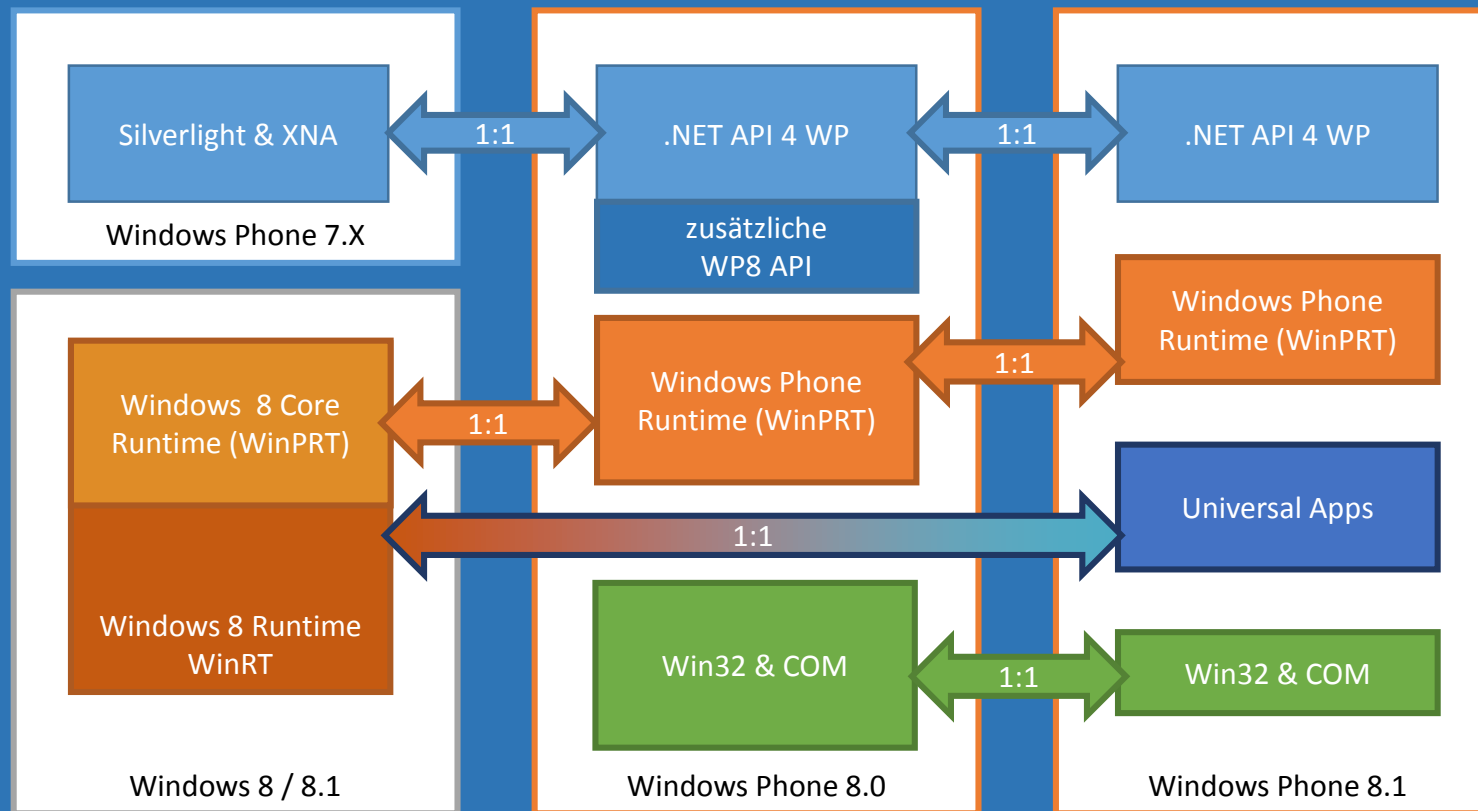 Silverlight & XNA
1:1
.NET API 4 WP
1:1
.NET API 4 WP
Windows Phone 7.X
zusätzliche
WP8 API
Windows 8 Core
Runtime (WinPRT)
1:1
Windows Phone
Runtime (WinPRT)
1:1
Windows Phone
Runtime (WinPRT)
1:1
Universal Apps
Windows 8 Runtime
WinRT
Win32 & COM
1:1
Win32 & COM
Windows 8 / 8.1
Windows Phone 8.0
Windows Phone 8.1